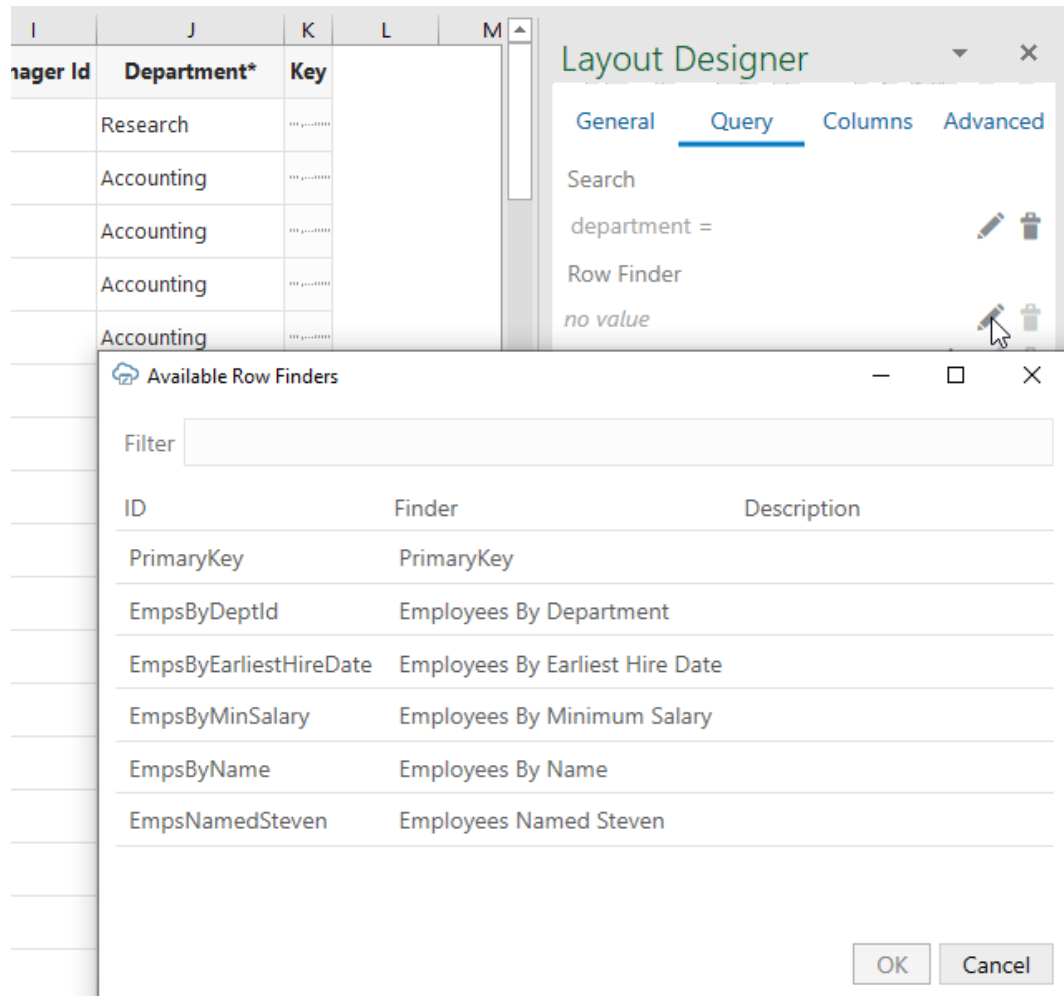 I J K L M
nager Id Department* Key
Research
Accounting
Accounting
Accounting
Accounting
Layout Designer
General Query Columns Advanced
Search
department =
Row Finder
no value
Available Row Finders
Filter
ID Finder Description
PrimaryKey PrimaryKey
EmpsByDeptId Employees By Department
EmpsByEarliestHireDate Employees By Earliest Hire Date
EmpsByMinSalary Employees By Minimum Salary
EmpsByName Employees By Name
EmpsNamedSteven Employees Named Steven
OK Cancel